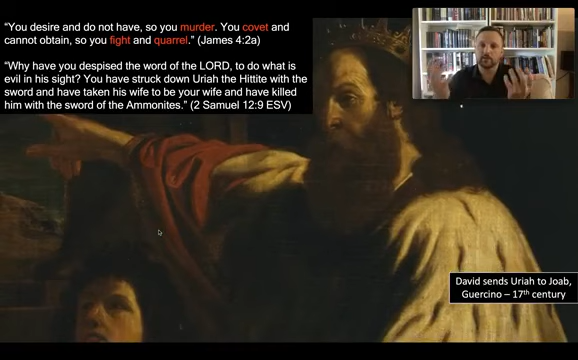 “You desire and do not have, so you murder. You covet and
cannot obtain, so you fight and quarrel.” (James 4:2a)
“Why have you despised the word of the LORD, to do what is
evil in his sight? You have struck down Uriah the Hittite with the
sword and have taken his wife to be your wife and have killed
him with the sword of the Ammonites.” (2 Samuel 12:9 ESV)
David sends Uriah to Joab,
Guercino – 17th century